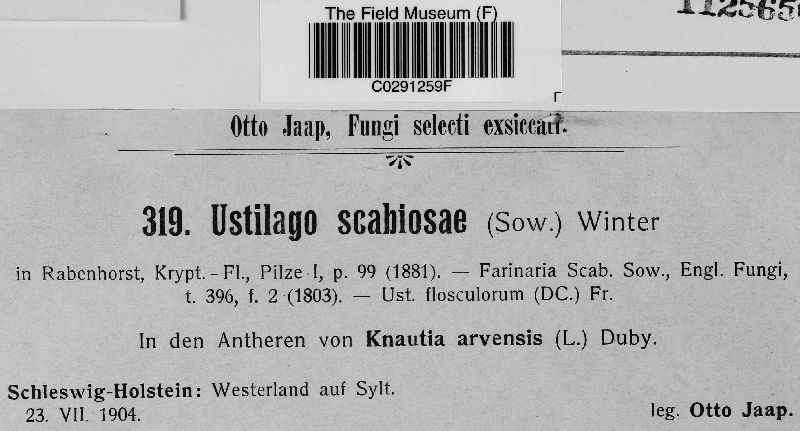 The Field Museum (F)
C0291259F
Otto Jaap, Fungi selecti exsiccati.
319. Ustilago scabiosae (Sow.) Winter
in Rabenhorst, Krypt.-Fl., Pilze I, p. 99 (1881). — Farinaria Scab. Sow., Engl. Fungi,
t. 396, f. 2 (1803). — Ust. flosculorum (DC.) Fr.
In den Antheren von Knautia arvensis (L.) Duby.
Schleswig-Holstein: Westerland auf Sylt.
23. VII. 1904.
leg. Otto Jaap.